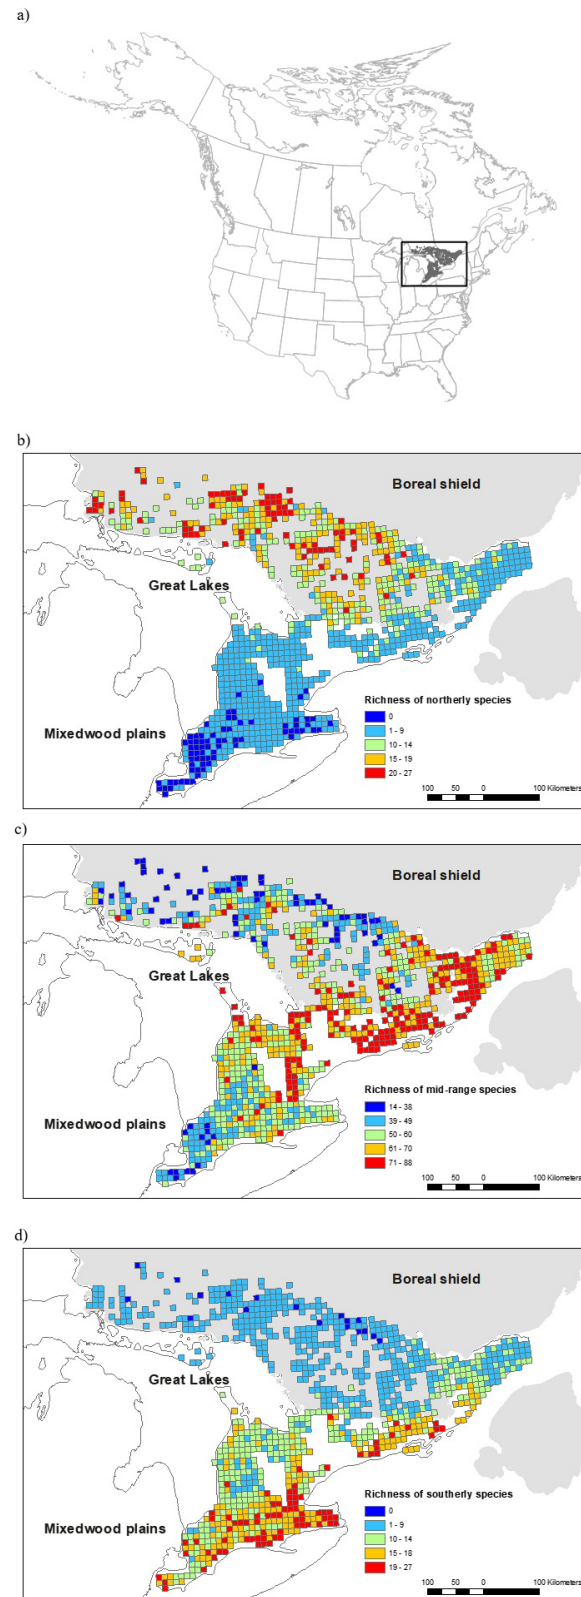 a)
b)
Boreal shield
Great Lakes
Mixedwood plains
Richness of northerly species
0
1 - 9
10 - 14
15 - 19
20 - 27
100 50 0 100 Kilometers
c)
Boreal shield
Great Lakes
Mixedwood plains
Richness of mid-range species
14 - 38
39 - 49
50 - 60
61 - 70
71 - 88
100 50 0 100 Kilometers
d)
Boreal shield
Great Lakes
Mixedwood plains
Richness of southerly species
0
1 - 9
10 - 14
15 - 18
19 - 27
100 50 0 100 Kilometers